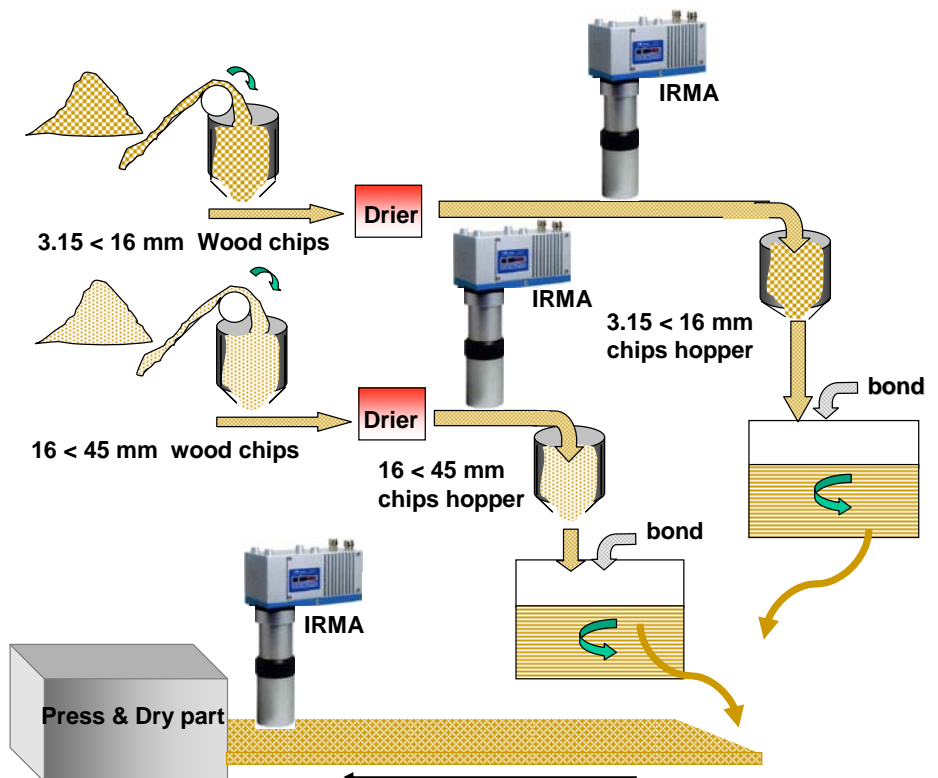 IRMA
Drier
3.15 < 16 mm  Wood chips
IRMA
3.15 < 16 mm
chips hopper
bond
Drier
16 < 45 mm  wood chips
16 < 45 mm
chips hopper
bond
IRMA
Press & Dry part